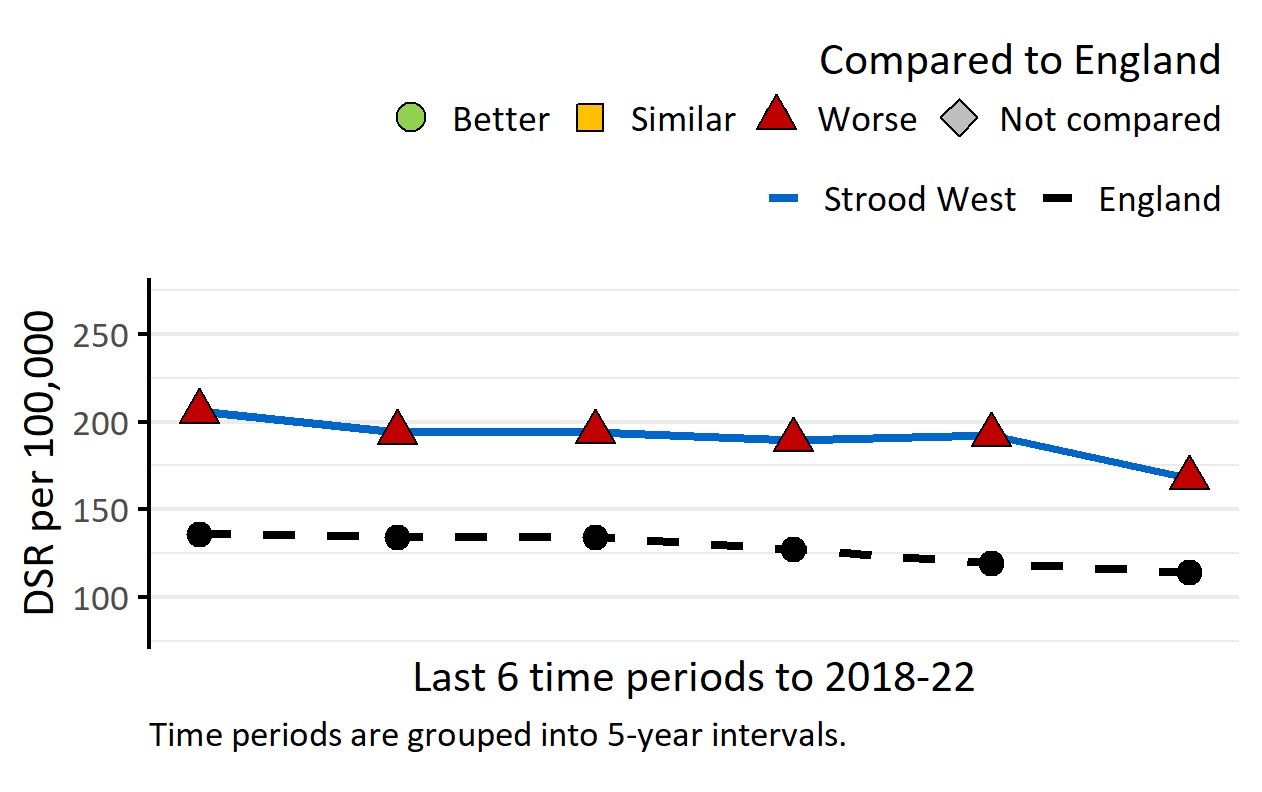 Compared to England
Better Similar Worse Not compared
Strood West England
DSR per 100,000
250
200
150
100
Last 6 time periods to 2018-22
Time periods are grouped into 5-year intervals.